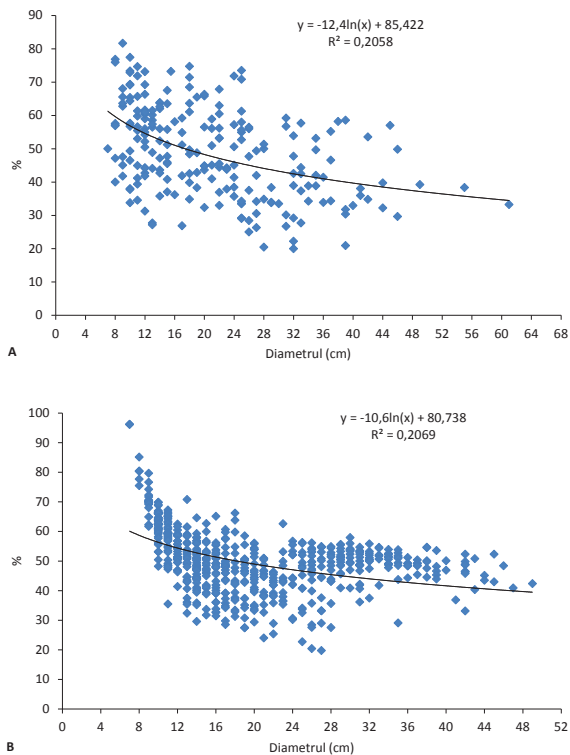 y = -12,4ln(x) + 85,422
R² = 0,2058
90
80
70
60
50
40
30
20
10
0
%
0 4 8 12 16 20 24 28 32 36 40 44 48 52 56 60 64 68
Diametrul (cm)
A
y = -10,6ln(x) + 80,738
R² = 0,2069
100
90
80
70
60
50
40
30
20
10
0
%
0 4 8 12 16 20 24 28 32 36 40 44 48 52
Diametrul (cm)
B